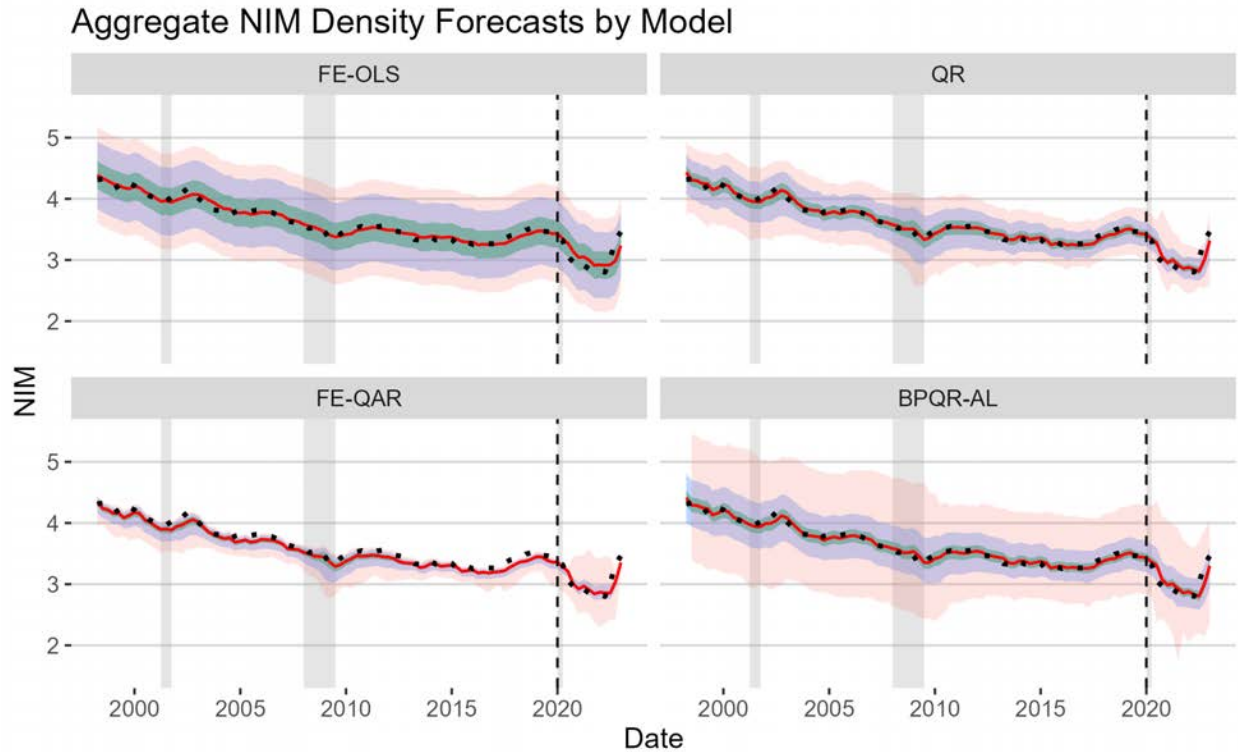 Aggregate NIM Density Forecasts by Model
FE-OLS
QR
5
4
3
2
FE-QAR
BPQR-AL
5
4
3
2
NIM
2000 2005 2010 2015 2020
2000 2005 2010 2015 2020
Date